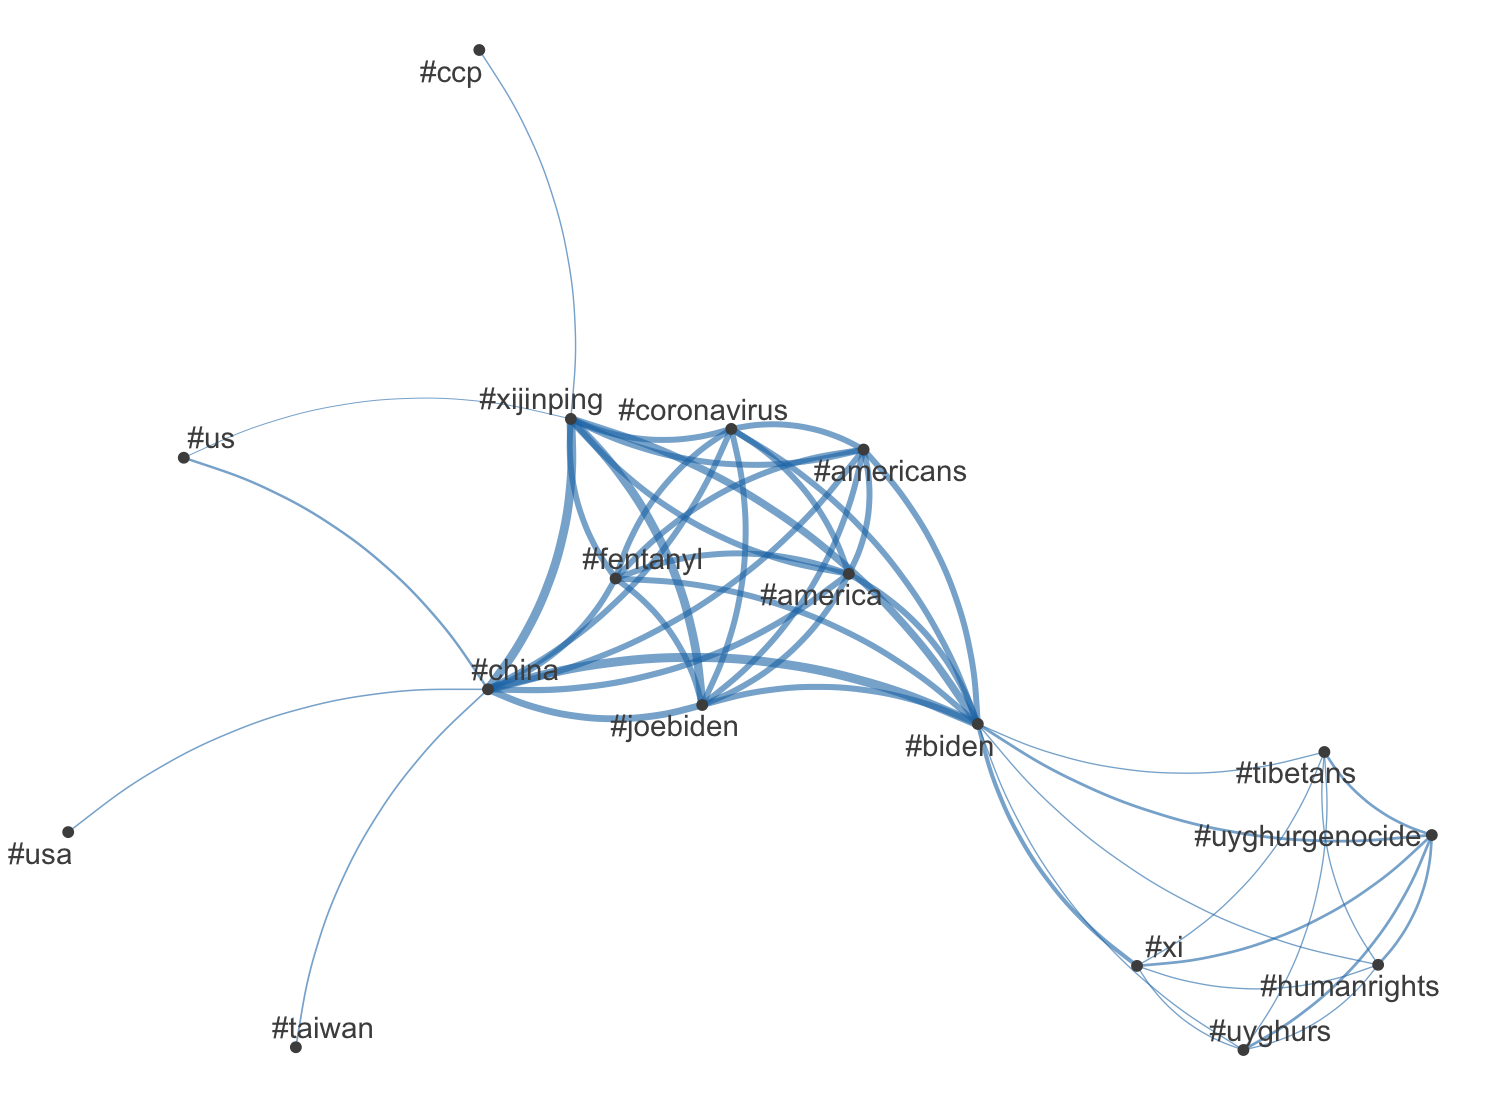 #ccp
#xijinping
#coronavirus
#us
#americans
#fentanyl
#america
#china
#joebiden
#biden
#tibetans
#uyghurgenocide
#usa
#xi
#humanrights
#taiwan
#uyghurs